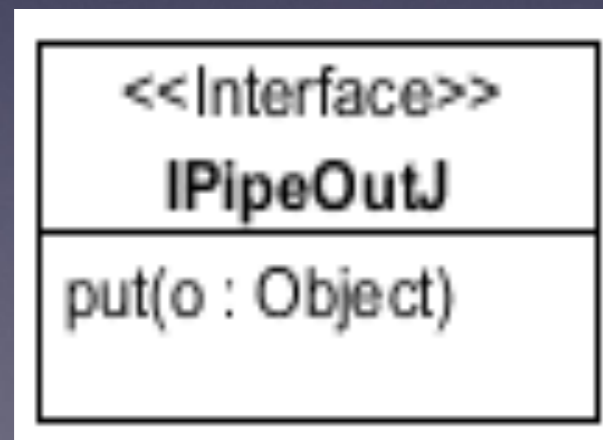 <<Interface>>
IPipeOutJ
put(o : Object)